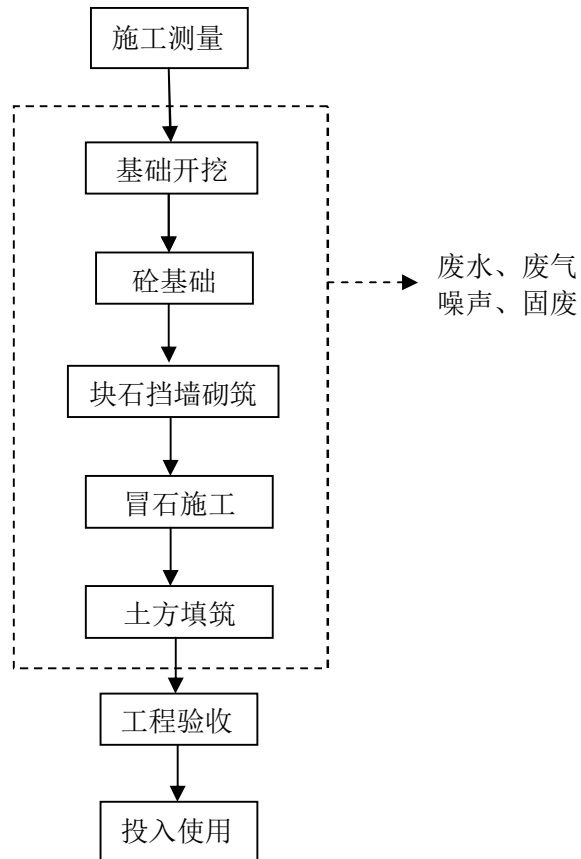 施工测量
基础开挖
砼基础
废水、废气
噪声、固废
块石挡墙砌筑
冒石施工
土方填筑
工程验收
投入使用